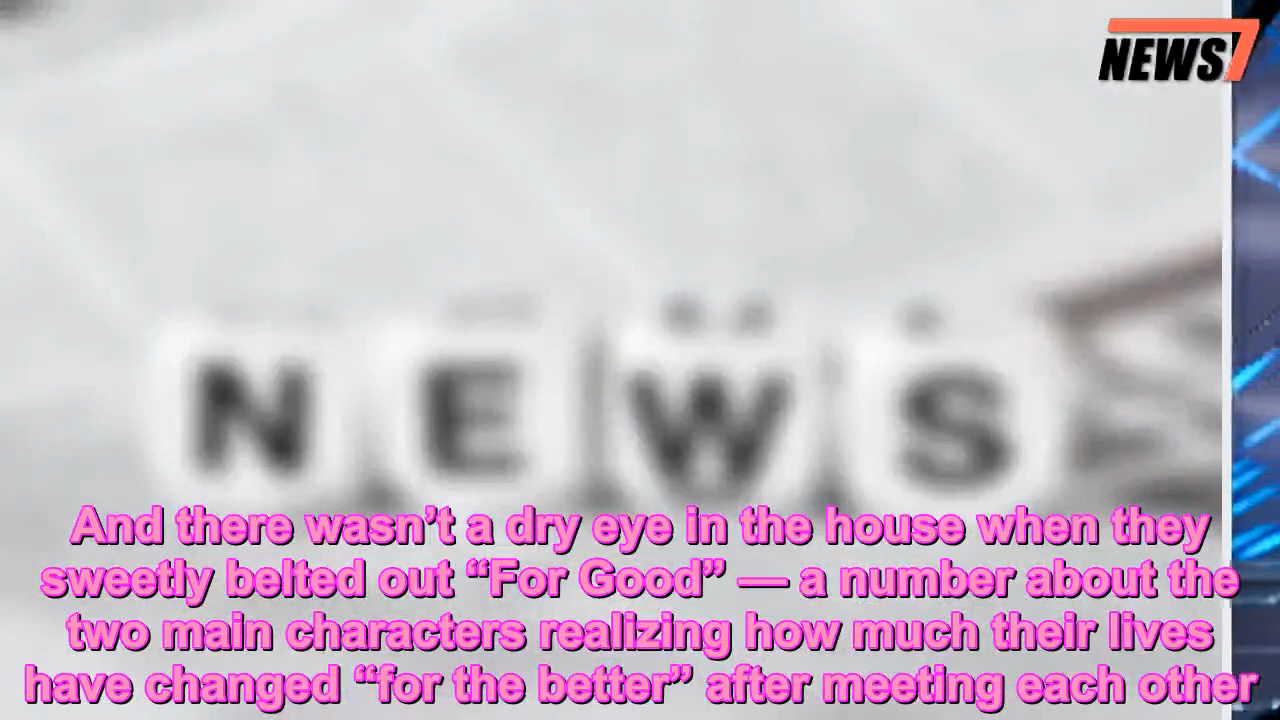 NEWS7
NEWS
And there wasn’t a dry eye in the house when they
sweetly belted out “For Good” — a number about the
two main characters realizing how much their lives
have changed “for the better” after meeting each other